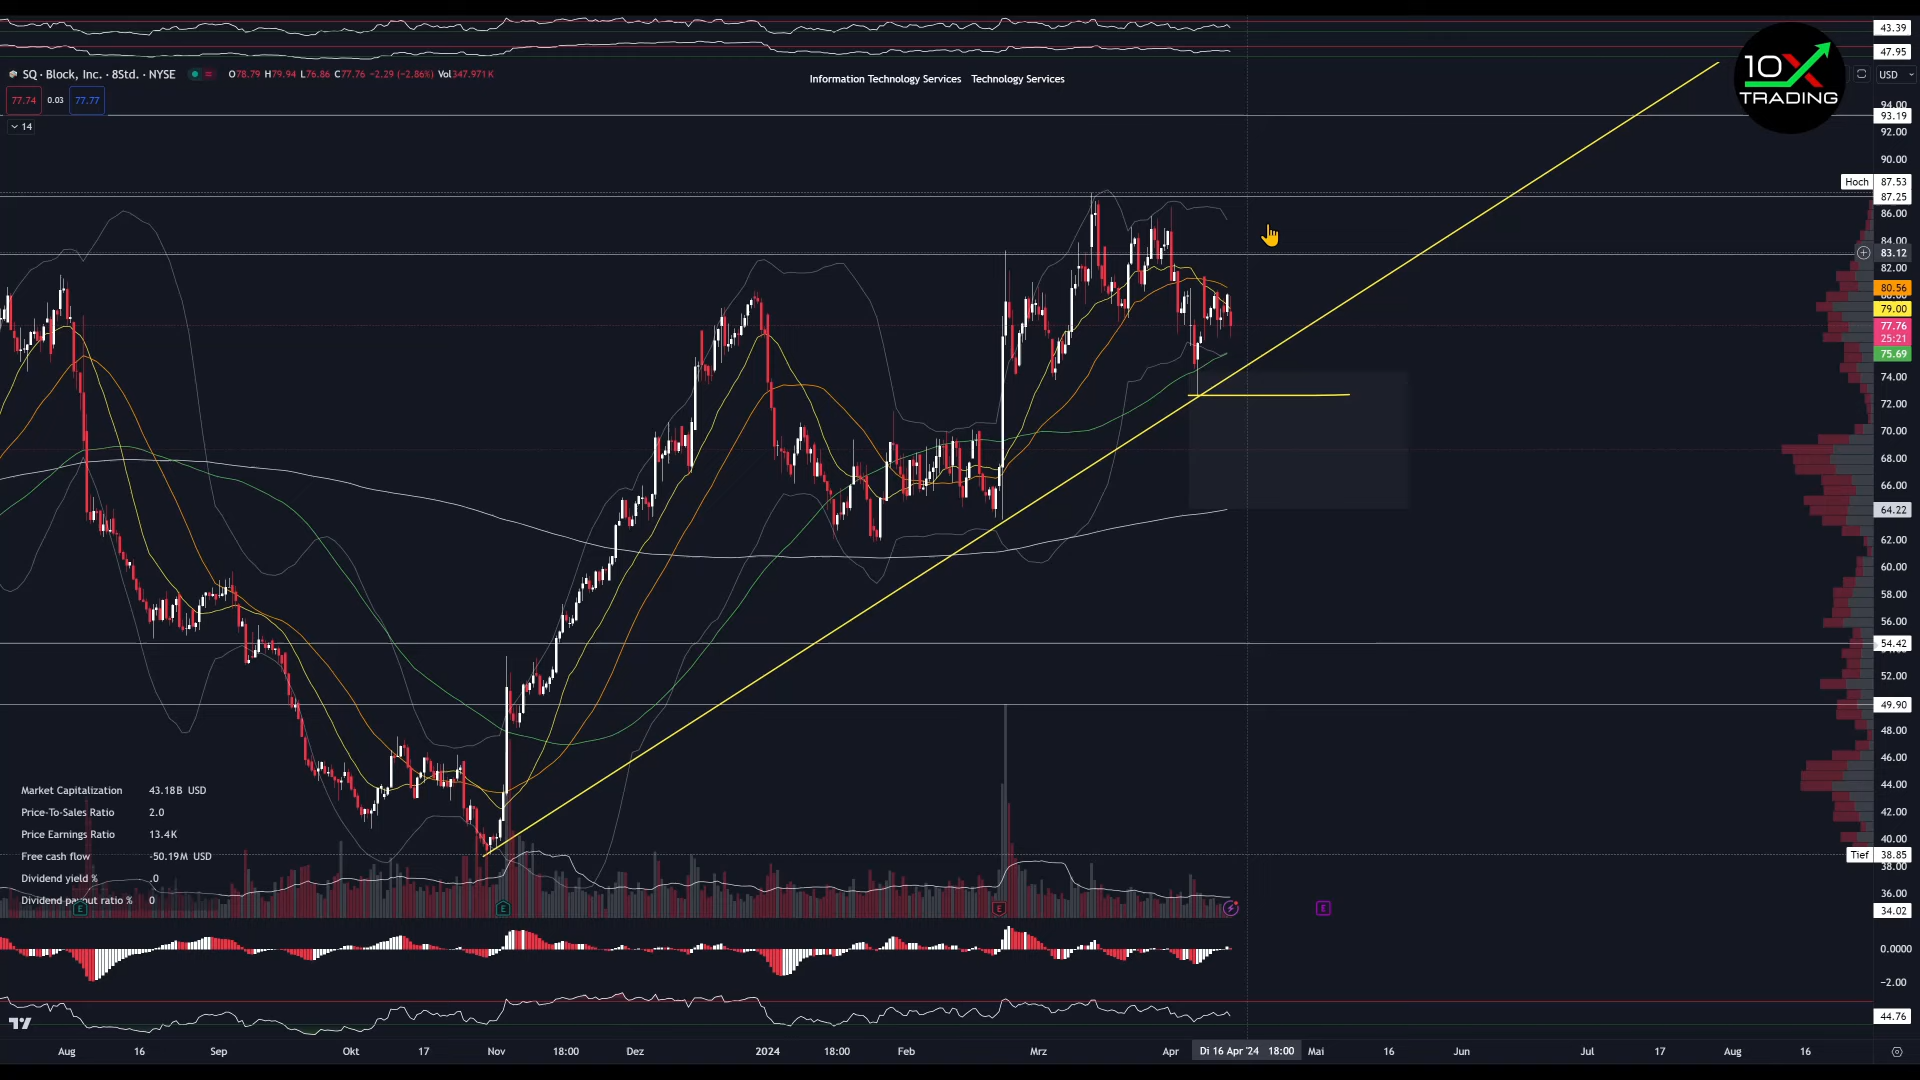 43.39
47.95
SQ · Block, Inc. · 8Std. · NYSE O78.79 H79.94 L76.86 C77.76 −2.29 (−2.86%) Vol347.971K
Information Technology Services Technology Services
10X
TRADING
USD
77.74 0.03 77.77
14
94.00
93.19
92.00
90.00
Hoch 87.53
87.25
86.00
84.00
83.12
82.00
80.56
79.00
77.76
25:21
75.69
74.00
72.00
70.00
68.00
66.00
64.22
62.00
60.00
58.00
56.00
54.42
52.00
49.90
48.00
46.00
44.00
42.00
40.00
Tief 38.85
38.00
36.00
34.02
Market Capitalization 43.18B USD
Price-To-Sales Ratio 2.0
Price Earnings Ratio 13.4K
Free cash flow -50.19M USD
Dividend yield % .0
Dividend payout ratio % 0
E E E E
0.0000
−2.00
44.76
Aug 16 Sep Okt 17 Nov 18:00 Dez 2024 18:00 Feb Mrz Apr Di 16 Apr '24 18:00 Mai 16 Jun Jul 17 Aug 16